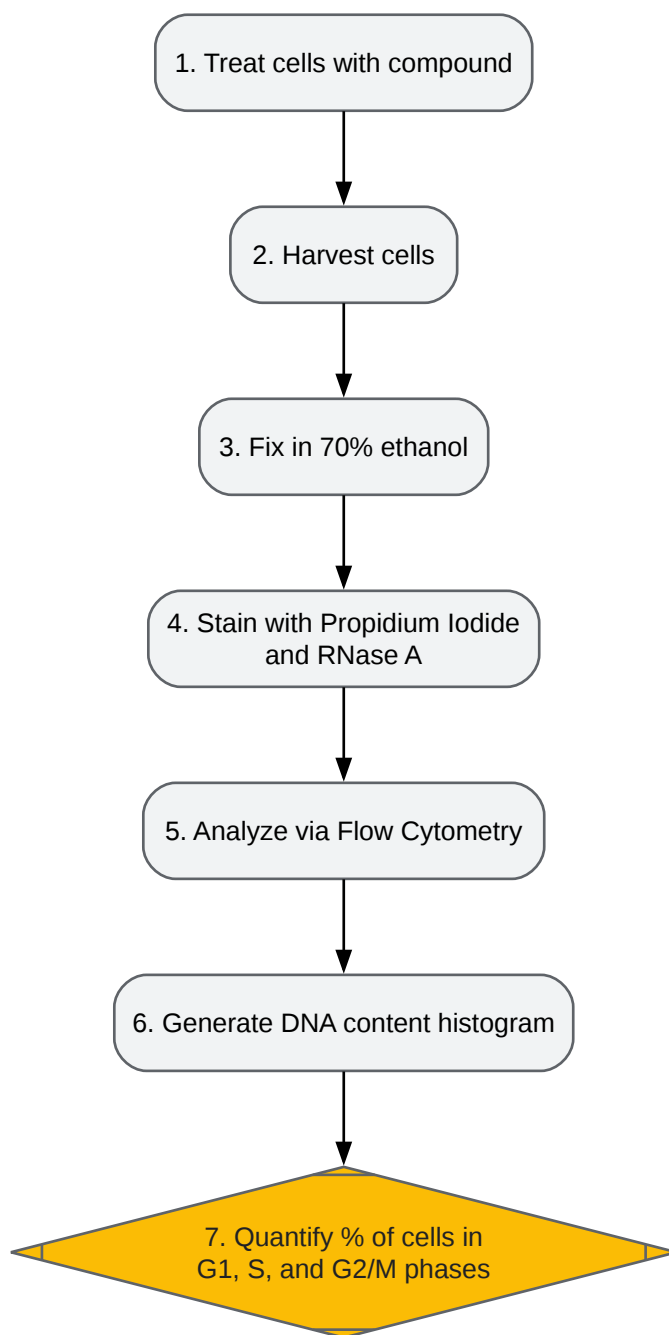 1. Treat cells with compound
2. Harvest cells
3. Fix in 70% ethanol
4. Stain with Propidium Iodide
and RNase A
5. Analyze via Flow Cytometry
6. Generate DNA content histogram
7. Quantify % of cells in
G1, S, and G2/M phases